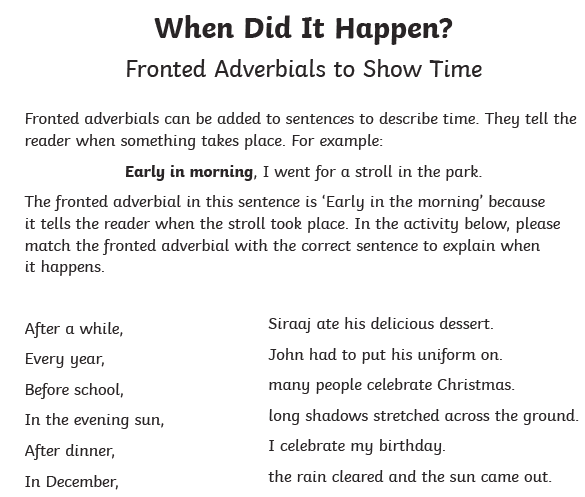 When Did It Happen?
Fronted Adverbials to Show Time
Fronted adverbials can be added to sentences to describe time. They tell the
reader when something takes place. For example:
Early in morning, I went for a stroll in the park.
The fronted adverbial in this sentence is ‘Early in the morning’ because
it tells the reader when the stroll took place. In the activity below, please
match the fronted adverbial with the correct sentence to explain when
it happens.
After a while,
Every year,
Before school,
In the evening sun,
After dinner,
In December,
Siraaj ate his delicious dessert.
John had to put his uniform on.
many people celebrate Christmas.
long shadows stretched across the ground.
I celebrate my birthday.
the rain cleared and the sun came out.